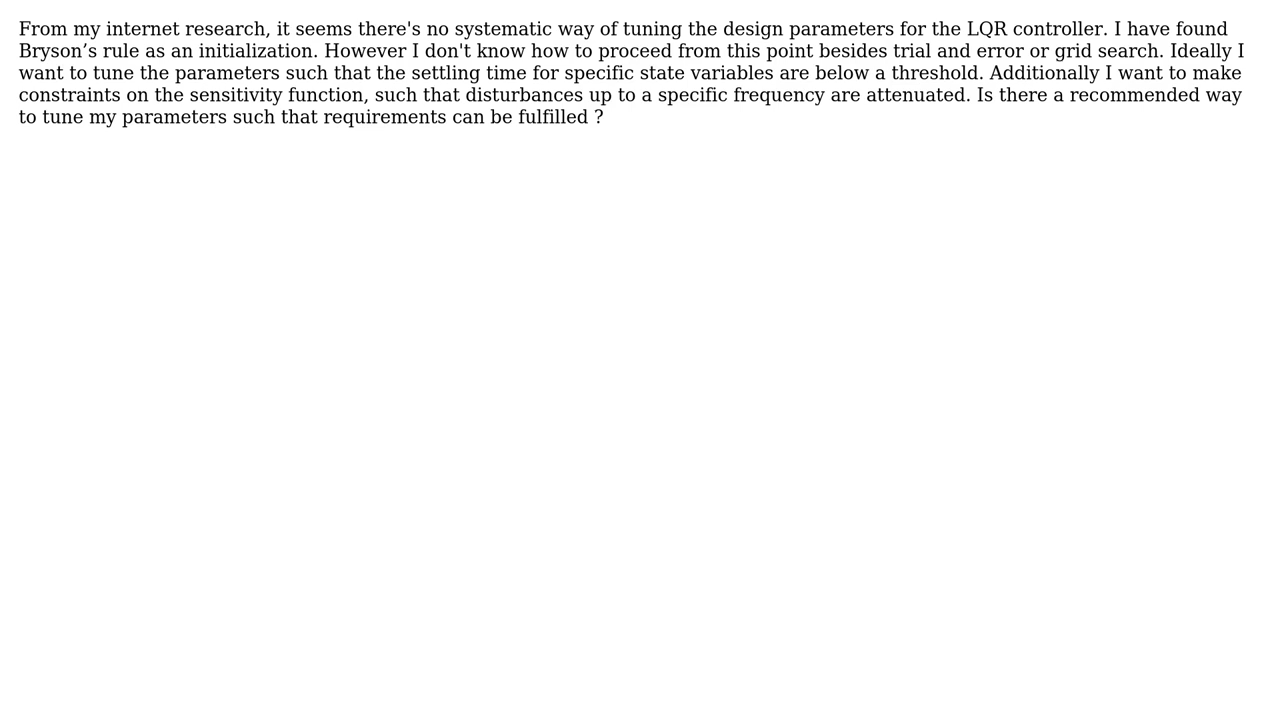 From my internet research, it seems there's no systematic way of tuning the design parameters for the LQR controller. I have found
Bryson’s rule as an initialization. However I don't know how to proceed from this point besides trial and error or grid search. Ideally I
want to tune the parameters such that the settling time for specific state variables are below a threshold. Additionally I want to make
constraints on the sensitivity function, such that disturbances up to a specific frequency are attenuated. Is there a recommended way
to tune my parameters such that requirements can be fulfilled ?